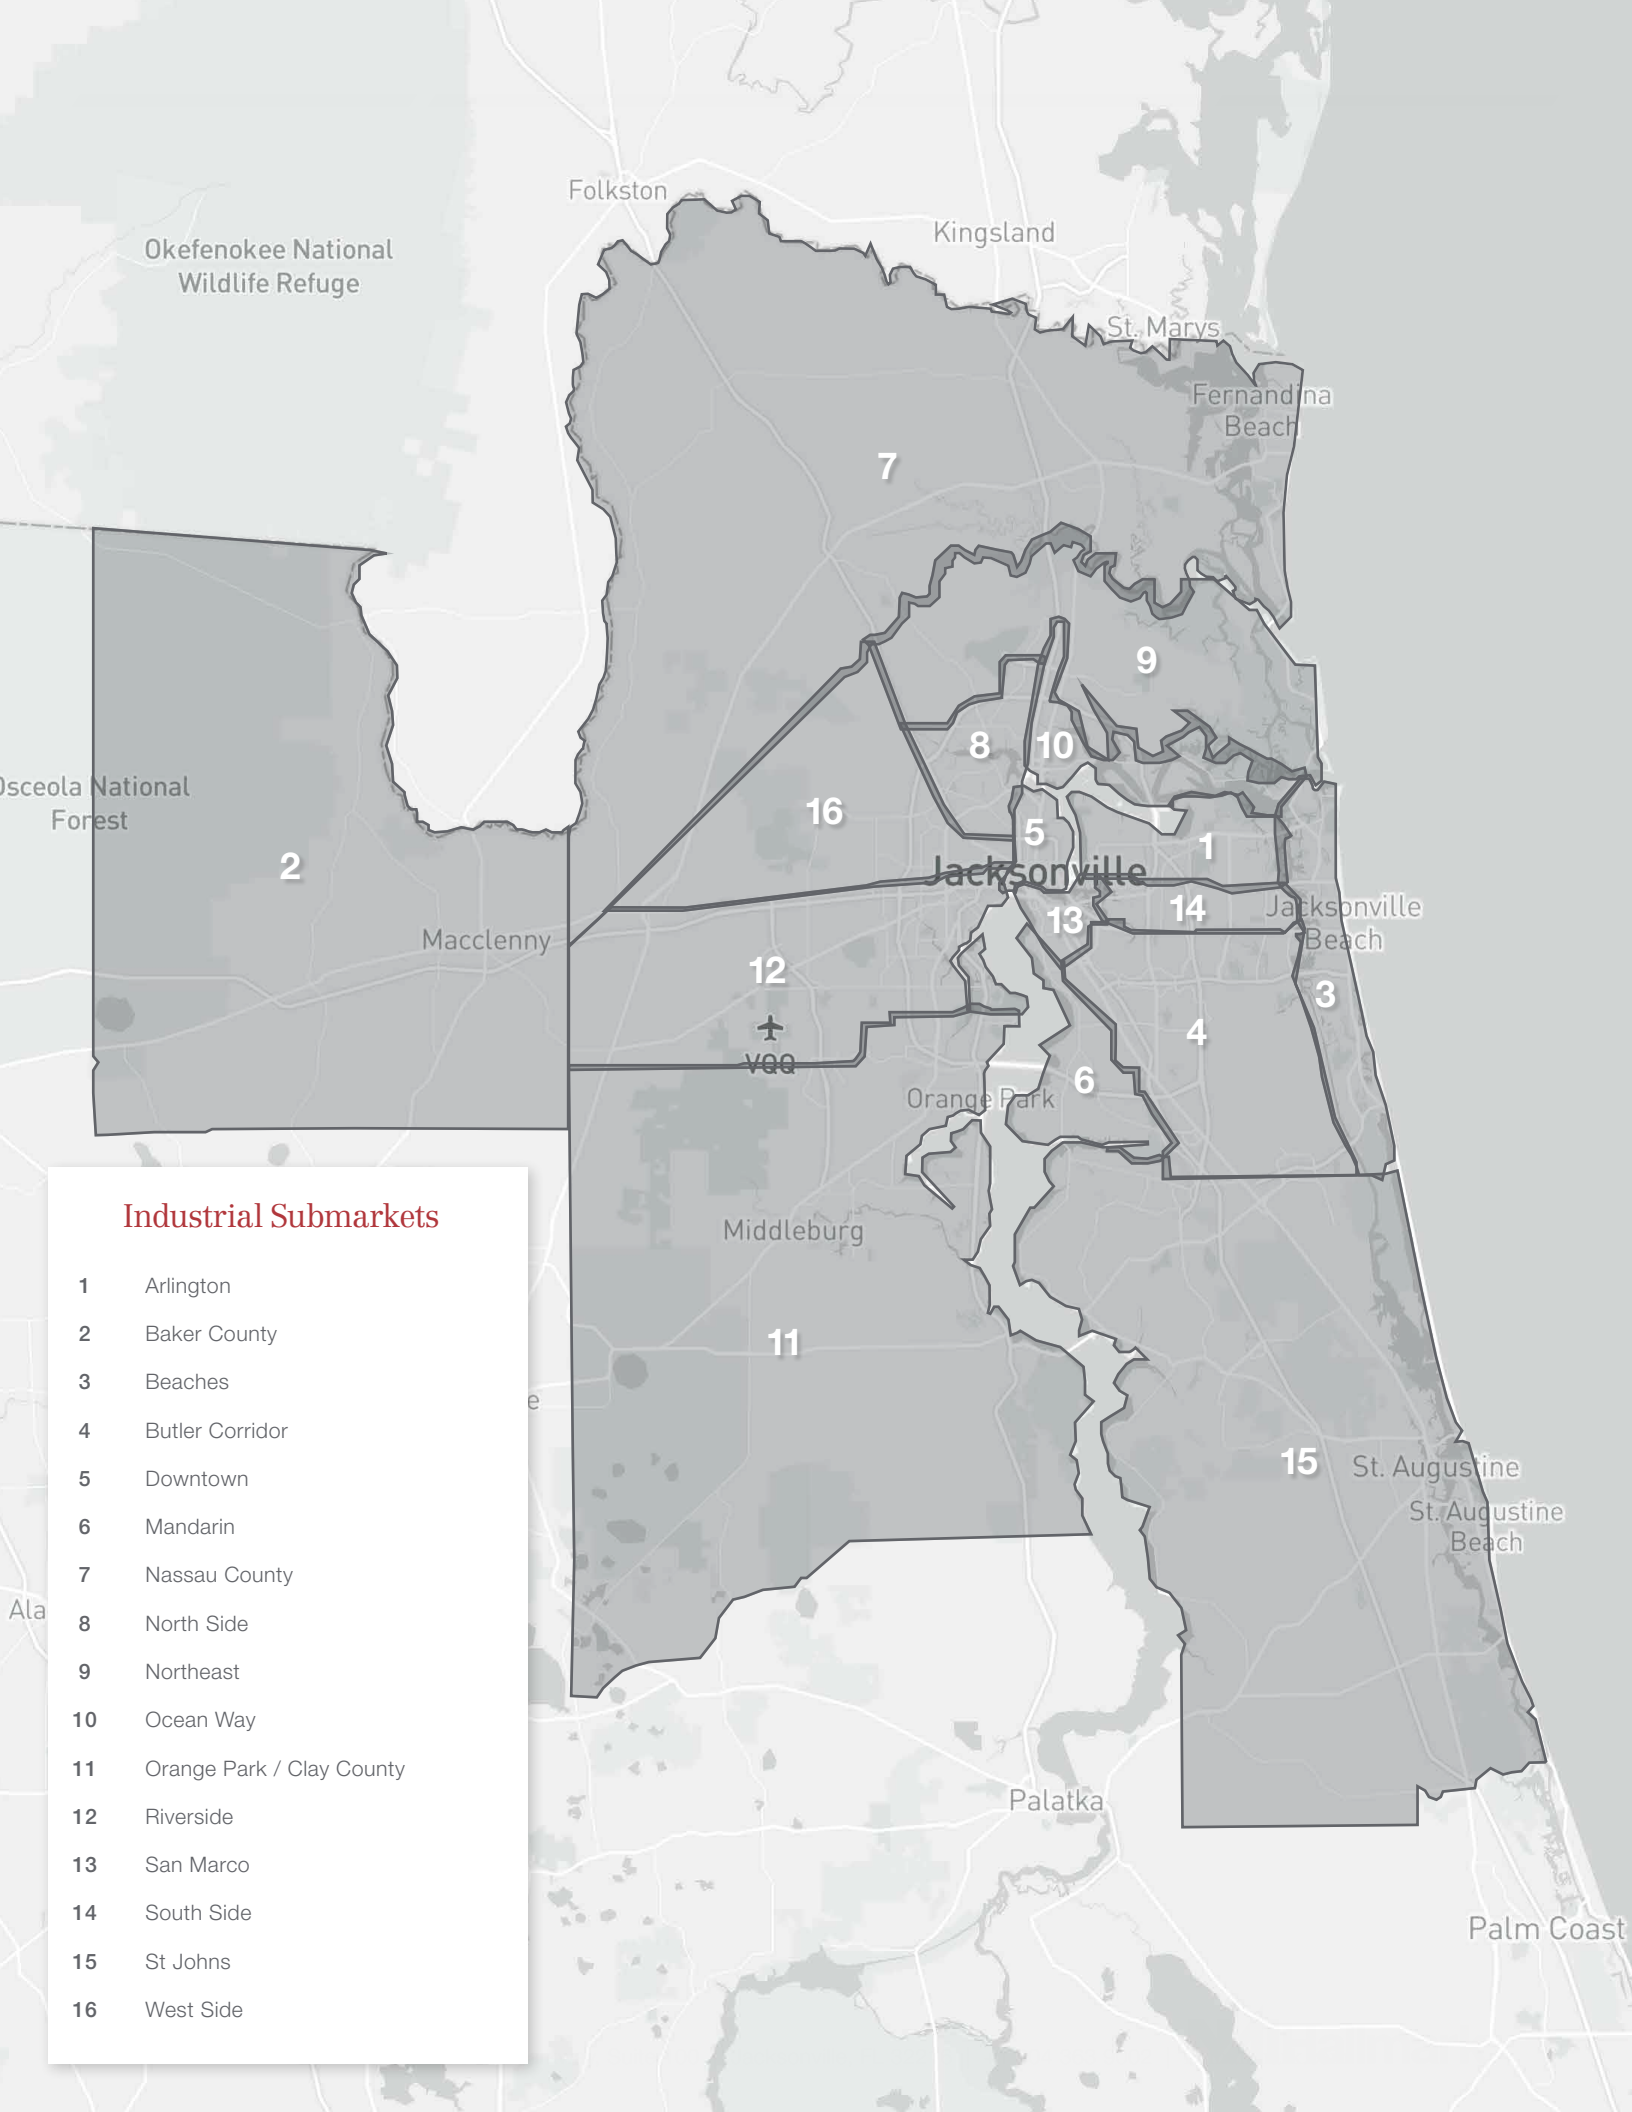 Folkston
Kingsland
Okefenokee National
Wildlife Refuge
St. Marys
Fernandina
Beach
7
9
8
10
Osceola National
Forest
16
5
1
2
Jacksonville
14
Jacksonville
Beach
13
Macclenny
12
3
VQQ
4
6
Orange Park
Middleburg
11
15
St. Augustine
St. Augustine
Beach
Palatka
Palm Coast
e
Ala
Industrial Submarkets
1 Arlington
2 Baker County
3 Beaches
4 Butler Corridor
5 Downtown
6 Mandarin
7 Nassau County
8 North Side
9 Northeast
10 Ocean Way
11 Orange Park / Clay County
12 Riverside
13 San Marco
14 South Side
15 St Johns
16 West Side